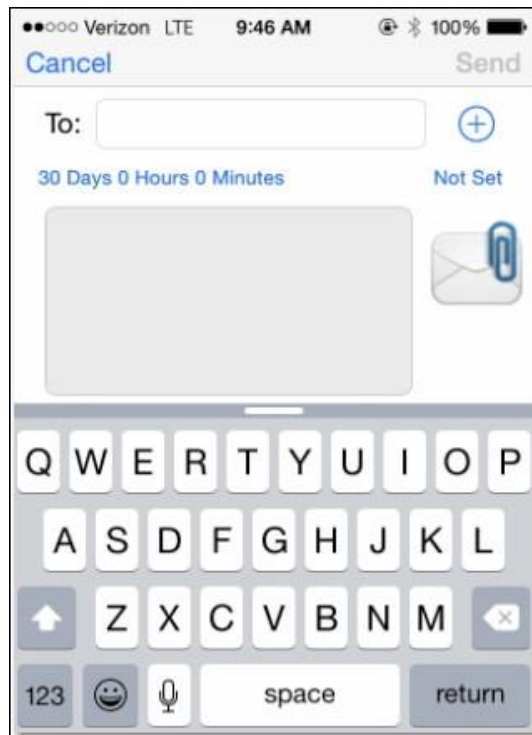 Verizon LTE 9:46 AM 100%
Cancel Send
To:
30 Days 0 Hours 0 Minutes Not Set
Q W E R T Y U I O P
A S D F G H J K L
Z X C V B N M
123 space return